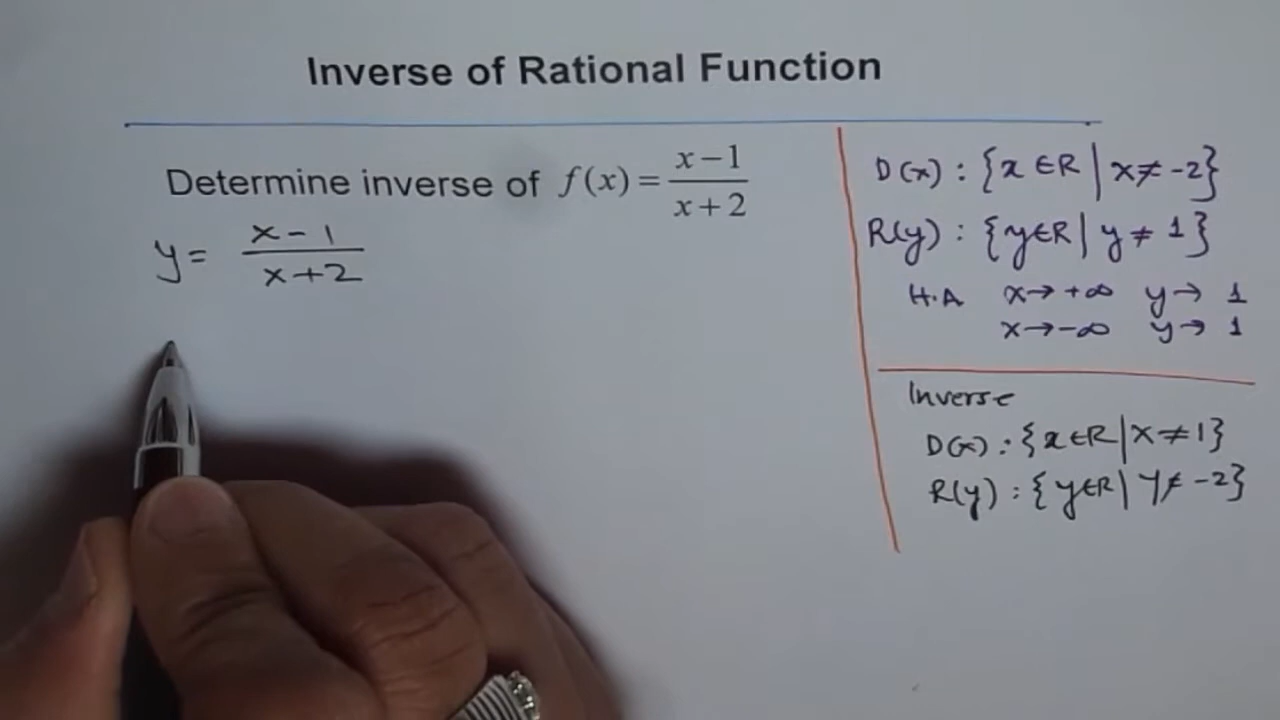 Inverse of Rational Function
Determine inverse of f(x) = (x-1)/(x+2)
y = (x-1)/(x+2)
D(x) : {x ∈ R | x ≠ -2}
R(y) : {y ∈ R | y ≠ 1}
H.A x → +∞ y → 1
x → -∞ y → 1
Inverse
D(x) : {x ∈ R | x ≠ 1}
R(y) : {y ∈ R | y ≠ -2}